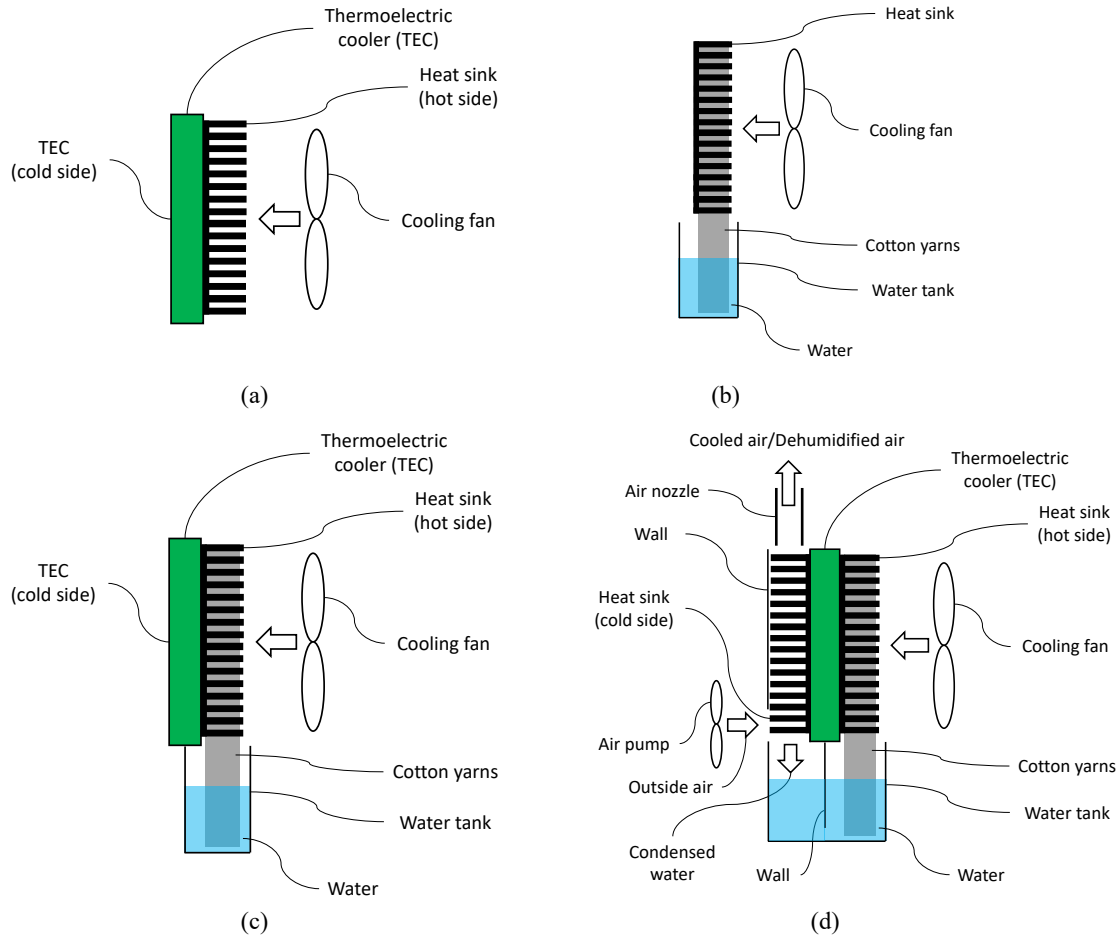 Thermoelectric
cooler (TEC)
Heat sink
(hot side)
TEC
(cold side)
Cooling fan
(a)
Heat sink
Cooling fan
Cotton yarns
Water tank
Water
(b)
Thermoelectric
cooler (TEC)
Heat sink
(hot side)
TEC
(cold side)
Cooling fan
Cotton yarns
Water tank
Water
(c)
Cooled air/Dehumidified air
Thermoelectric
cooler (TEC)
Air nozzle
Heat sink
(hot side)
Wall
Heat sink
(cold side)
Cooling fan
Air pump
Outside air
Cotton yarns
Water tank
Condensed
water
Wall
Water
(d)